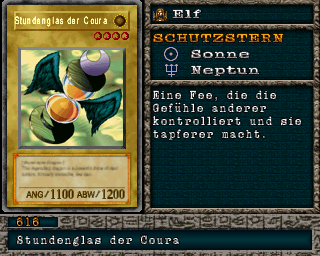 Stundenglas der Coura
ANG/1100 ABW/1200
Elf
SCHUTZSTERN
Sonne
Neptun
Eine Fee, die die
Gefühle anderer
kontrolliert und sie
tapferer macht.
616
Stundenglas der Coura